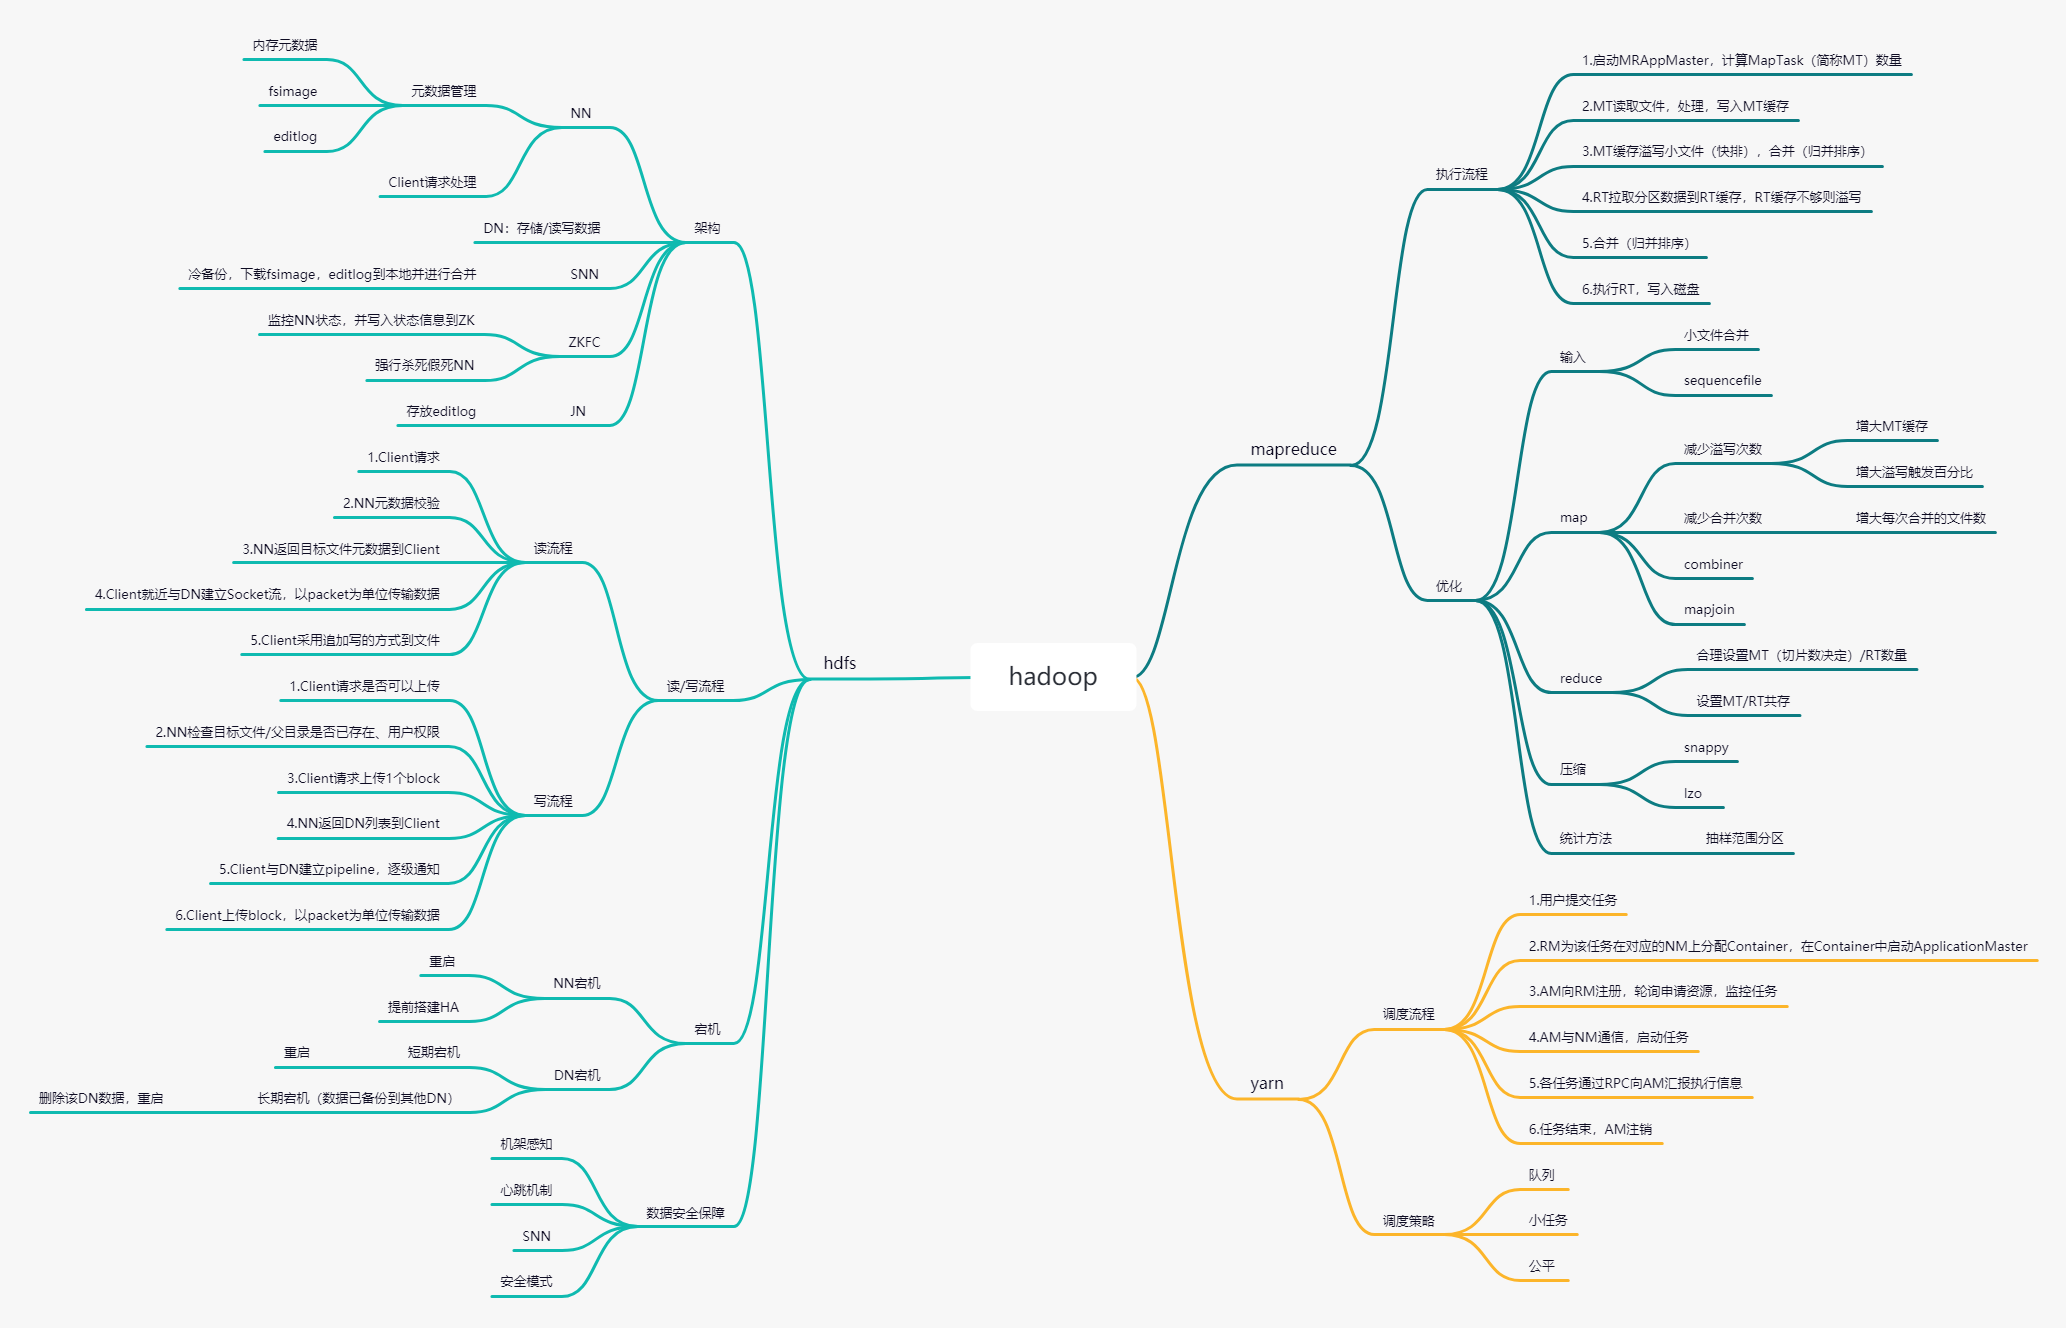 hadoop
hdfs
架构
NN
元数据管理
内存元数据
fsimage
editlog
Client请求处理
DN：存储/读写数据
SNN
冷备份，下载fsimage，editlog到本地并进行合并
ZKFC
监控NN状态，并写入状态信息到ZK
强行杀死假死NN
JN
存放editlog
读/写流程
读流程
1.Client请求
2.NN元数据校验
3.NN返回目标文件元数据到Client
4.Client就近与DN建立Socket流，以packet为单位传输数据
5.Client采用追加写的方式到文件
写流程
1.Client请求是否可以上传
2.NN检查目标文件/父目录是否已存在、用户权限
3.Client请求上传1个block
4.NN返回DN列表到Client
5.Client与DN建立pipeline，逐级通知
6.Client上传block，以packet为单位传输数据
宕机
NN宕机
重启
提前搭建HA
DN宕机
短期宕机
重启
长期宕机（数据已备份到其他DN）
删除该DN数据，重启
数据安全保障
机架感知
心跳机制
SNN
安全模式
mapreduce
执行流程
1.启动MRAppMaster，计算MapTask（简称MT）数量
2.MT读取文件，处理，写入MT缓存
3.MT缓存溢写小文件（快排），合并（归并排序）
4.RT拉取分区数据到RT缓存，RT缓存不够则溢写
5.合并（归并排序）
6.执行RT，写入磁盘
优化
输入
小文件合并
sequencefile
map
减少溢写次数
增大MT缓存
增大溢写触发百分比
减少合并次数
增大每次合并的文件数
combiner
mapjoin
reduce
合理设置MT（切片数决定）/RT数量
设置MT/RT共存
压缩
snappy
lzo
统计方法
抽样范围分区
yarn
调度流程
1.用户提交任务
2.RM为该任务在对应的NM上分配Container，在Container中启动ApplicationMaster
3.AM向RM注册，轮询申请资源，监控任务
4.AM与NM通信，启动任务
5.各任务通过RPC向AM汇报执行信息
6.任务结束，AM注销
调度策略
队列
小任务
公平